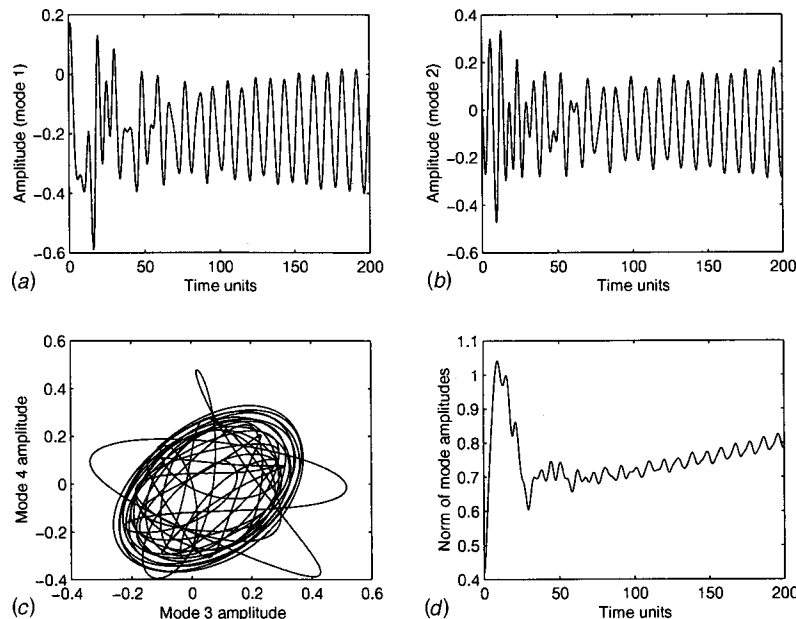 0.2
0
−0.2
−0.4
−0.6
0 50 100 150 200
Amplitude (mode 1)
Time units
(a)
0.4
0.2
0
−0.2
−0.4
−0.6
0 50 100 150 200
Amplitude (mode 2)
Time units
(b)
0.6
0.4
0.2
0
−0.2
−0.4
−0.4 −0.2 0 0.2 0.4 0.6
Mode 4 amplitude
Mode 3 amplitude
(c)
1.1
1
0.9
0.8
0.7
0.6
0.5
0.4
0 50 100 150 200
Norm of mode amplitudes
Time units
(d)